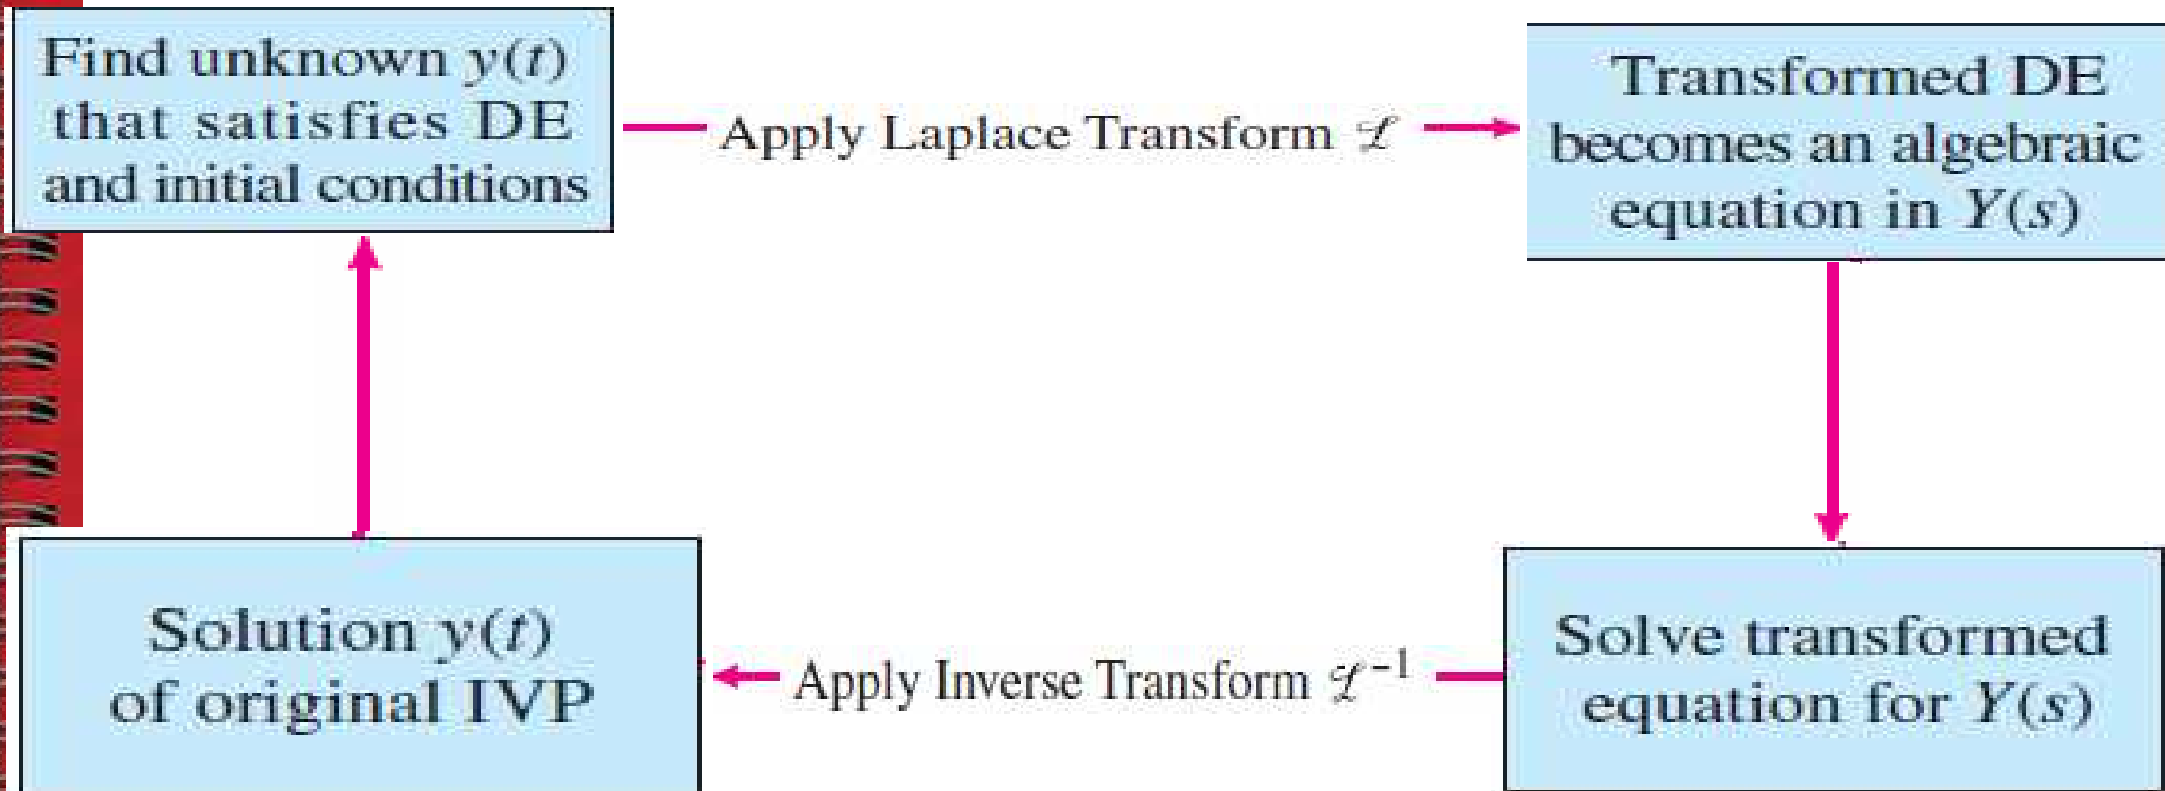 Find unknown y(t)
that satisfies DE
and initial conditions
Apply Laplace Transform ℒ
Transformed DE
becomes an algebraic
equation in Y(s)
Solve transformed
equation for Y(s)
Apply Inverse Transform ℒ⁻¹
Solution y(t)
of original IVP